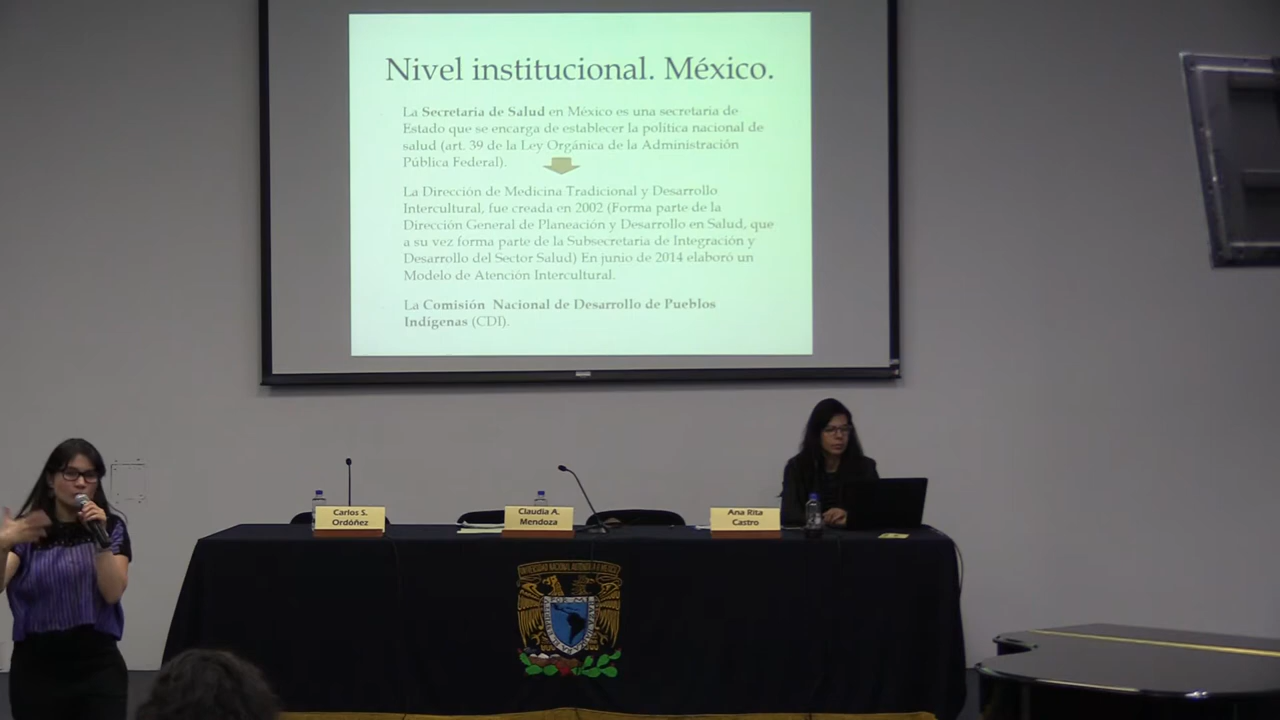 Nivel institucional. México.
La Secretaria de Salud en México es una secretaria de
Estado que se encarga de establecer la política nacional de
salud (art. 39 de la Ley Orgánica de la Administración
Pública Federal).
La Dirección de Medicina Tradicional y Desarrollo
Intercultural, fue creada en 2002 (Forma parte de la
Dirección General de Planeación y Desarrollo en Salud, que
a su vez forma parte de la Subsecretaria de Integración y
Desarrollo del Sector Salud) En junio de 2014 elaboró un
Modelo de Atención Intercultural.
La Comisión Nacional de Desarrollo de Pueblos
Indígenas (CDI).
Carlos S.
Ordóñez
Claudia A.
Mendoza
Ana Rita
Castro
UNIVERSIDAD NACIONAL AUTONOMA DE MEXICO